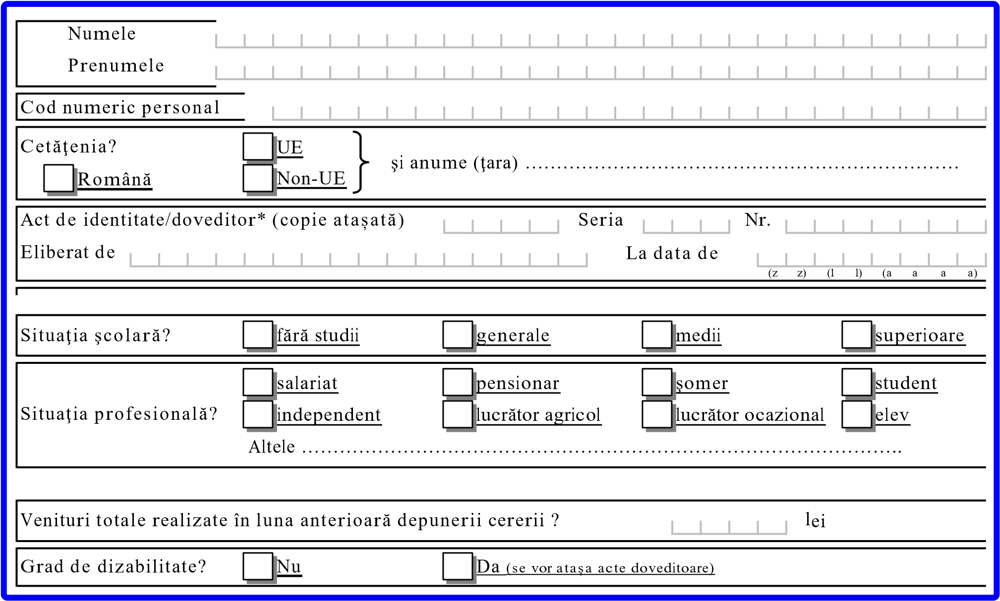 Numele
Prenumele
Cod numeric personal
Cetăţenia? UE
Română Non-UE şi anume (ţara) ....................................................................
Act de identitate/doveditor* (copie atașată) Seria Nr.
Eliberat de La data de
(z z) (l l) (a a a a)
Situaţia şcolară? fără studii generale medii superioare
salariat pensionar şomer student
Situaţia profesională? independent lucrător agricol lucrător ocazional elev
Altele ..............................................................................................
Venituri totale realizate în luna anterioară depunerii cererii ? lei
Grad de dizabilitate? Nu Da (se vor atașa acte doveditoare)